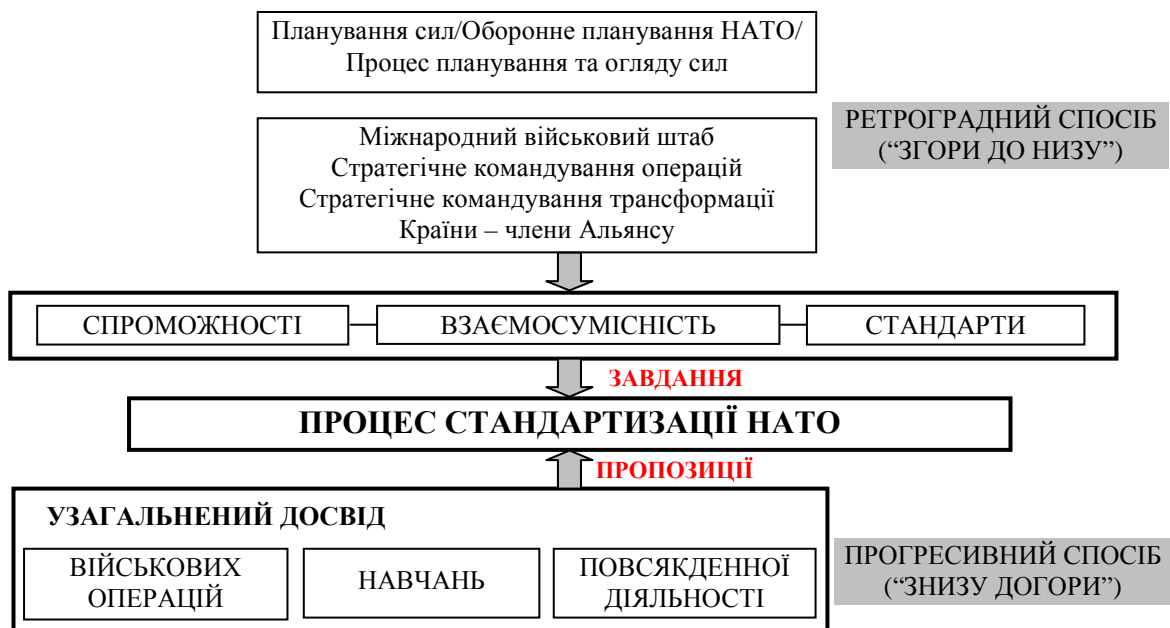 Планування сил/Оборонне планування НАТО/
Процес планування та огляду сил
РЕТРОГРАДНИЙ СПОСІБ
(“ЗГОРИ ДО НИЗУ”)
Міжнародний військовий штаб
Стратегічне командування операцій
Стратегічне командування трансформації
Країни – члени Альянсу
СПРОМОЖНОСТІ
ВЗАЄМОСУМІСНІСТЬ
СТАНДАРТИ
ЗАВДАННЯ
ПРОЦЕС СТАНДАРТИЗАЦІЇ НАТО
ПРОПОЗИЦІЇ
УЗАГАЛЬНЕНИЙ ДОСВІД
ВІЙСЬКОВИХ
ОПЕРАЦІЙ
НАВЧАНЬ
ПОВСЯКДЕННОЇ
ДІЯЛЬНОСТІ
ПРОГРЕСИВНИЙ СПОСІБ
(“ЗНИЗУ ДОГОРИ”)